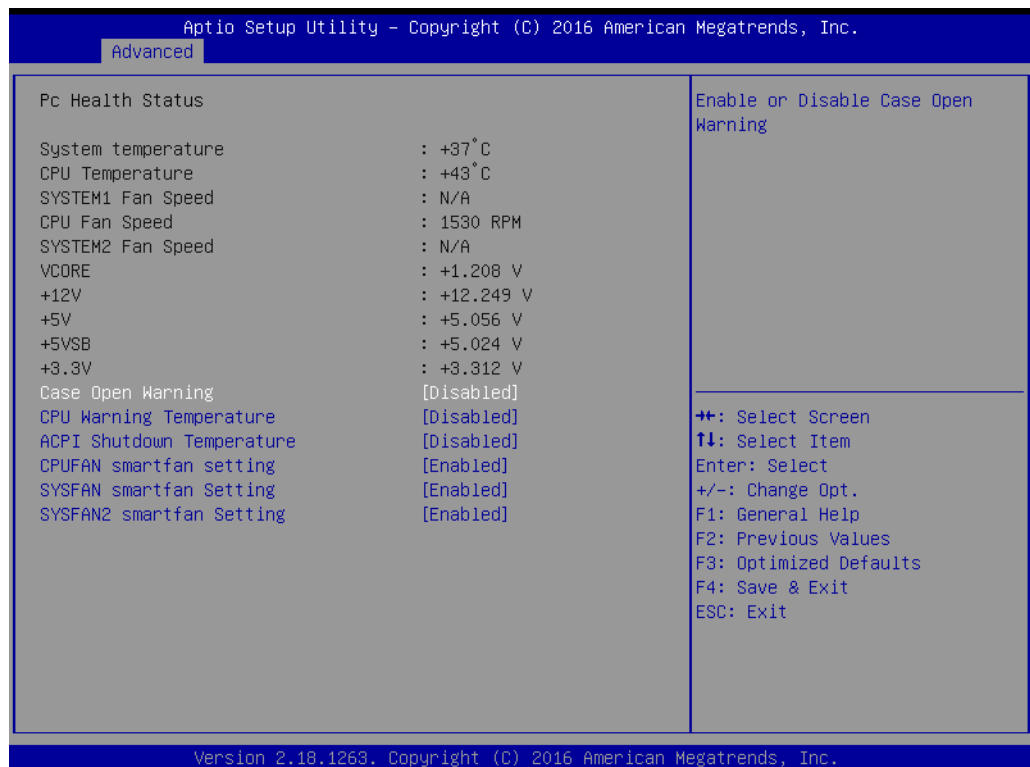 Aptio Setup Utility – Copyright (C) 2016 American Megatrends, Inc.
Advanced
Pc Health Status
System temperature : +37°C
CPU Temperature : +43°C
SYSTEM1 Fan Speed : N/A
CPU Fan Speed : 1530 RPM
SYSTEM2 Fan Speed : N/A
VCORE : +1.208 V
+12V : +12.249 V
+5V : +5.056 V
+5VSB : +5.024 V
+3.3V : +3.312 V
Case Open Warning [Disabled]
CPU Warning Temperature [Disabled]
ACPI Shutdown Temperature [Disabled]
CPUFAN smartfan setting [Enabled]
SYSFAN smartfan Setting [Enabled]
SYSFAN2 smartfan Setting [Enabled]
Enable or Disable Case Open
Warning
→←: Select Screen
↑↓: Select Item
Enter: Select
+/-: Change Opt.
F1: General Help
F2: Previous Values
F3: Optimized Defaults
F4: Save & Exit
ESC: Exit
Version 2.18.1263. Copyright (C) 2016 American Megatrends, Inc.